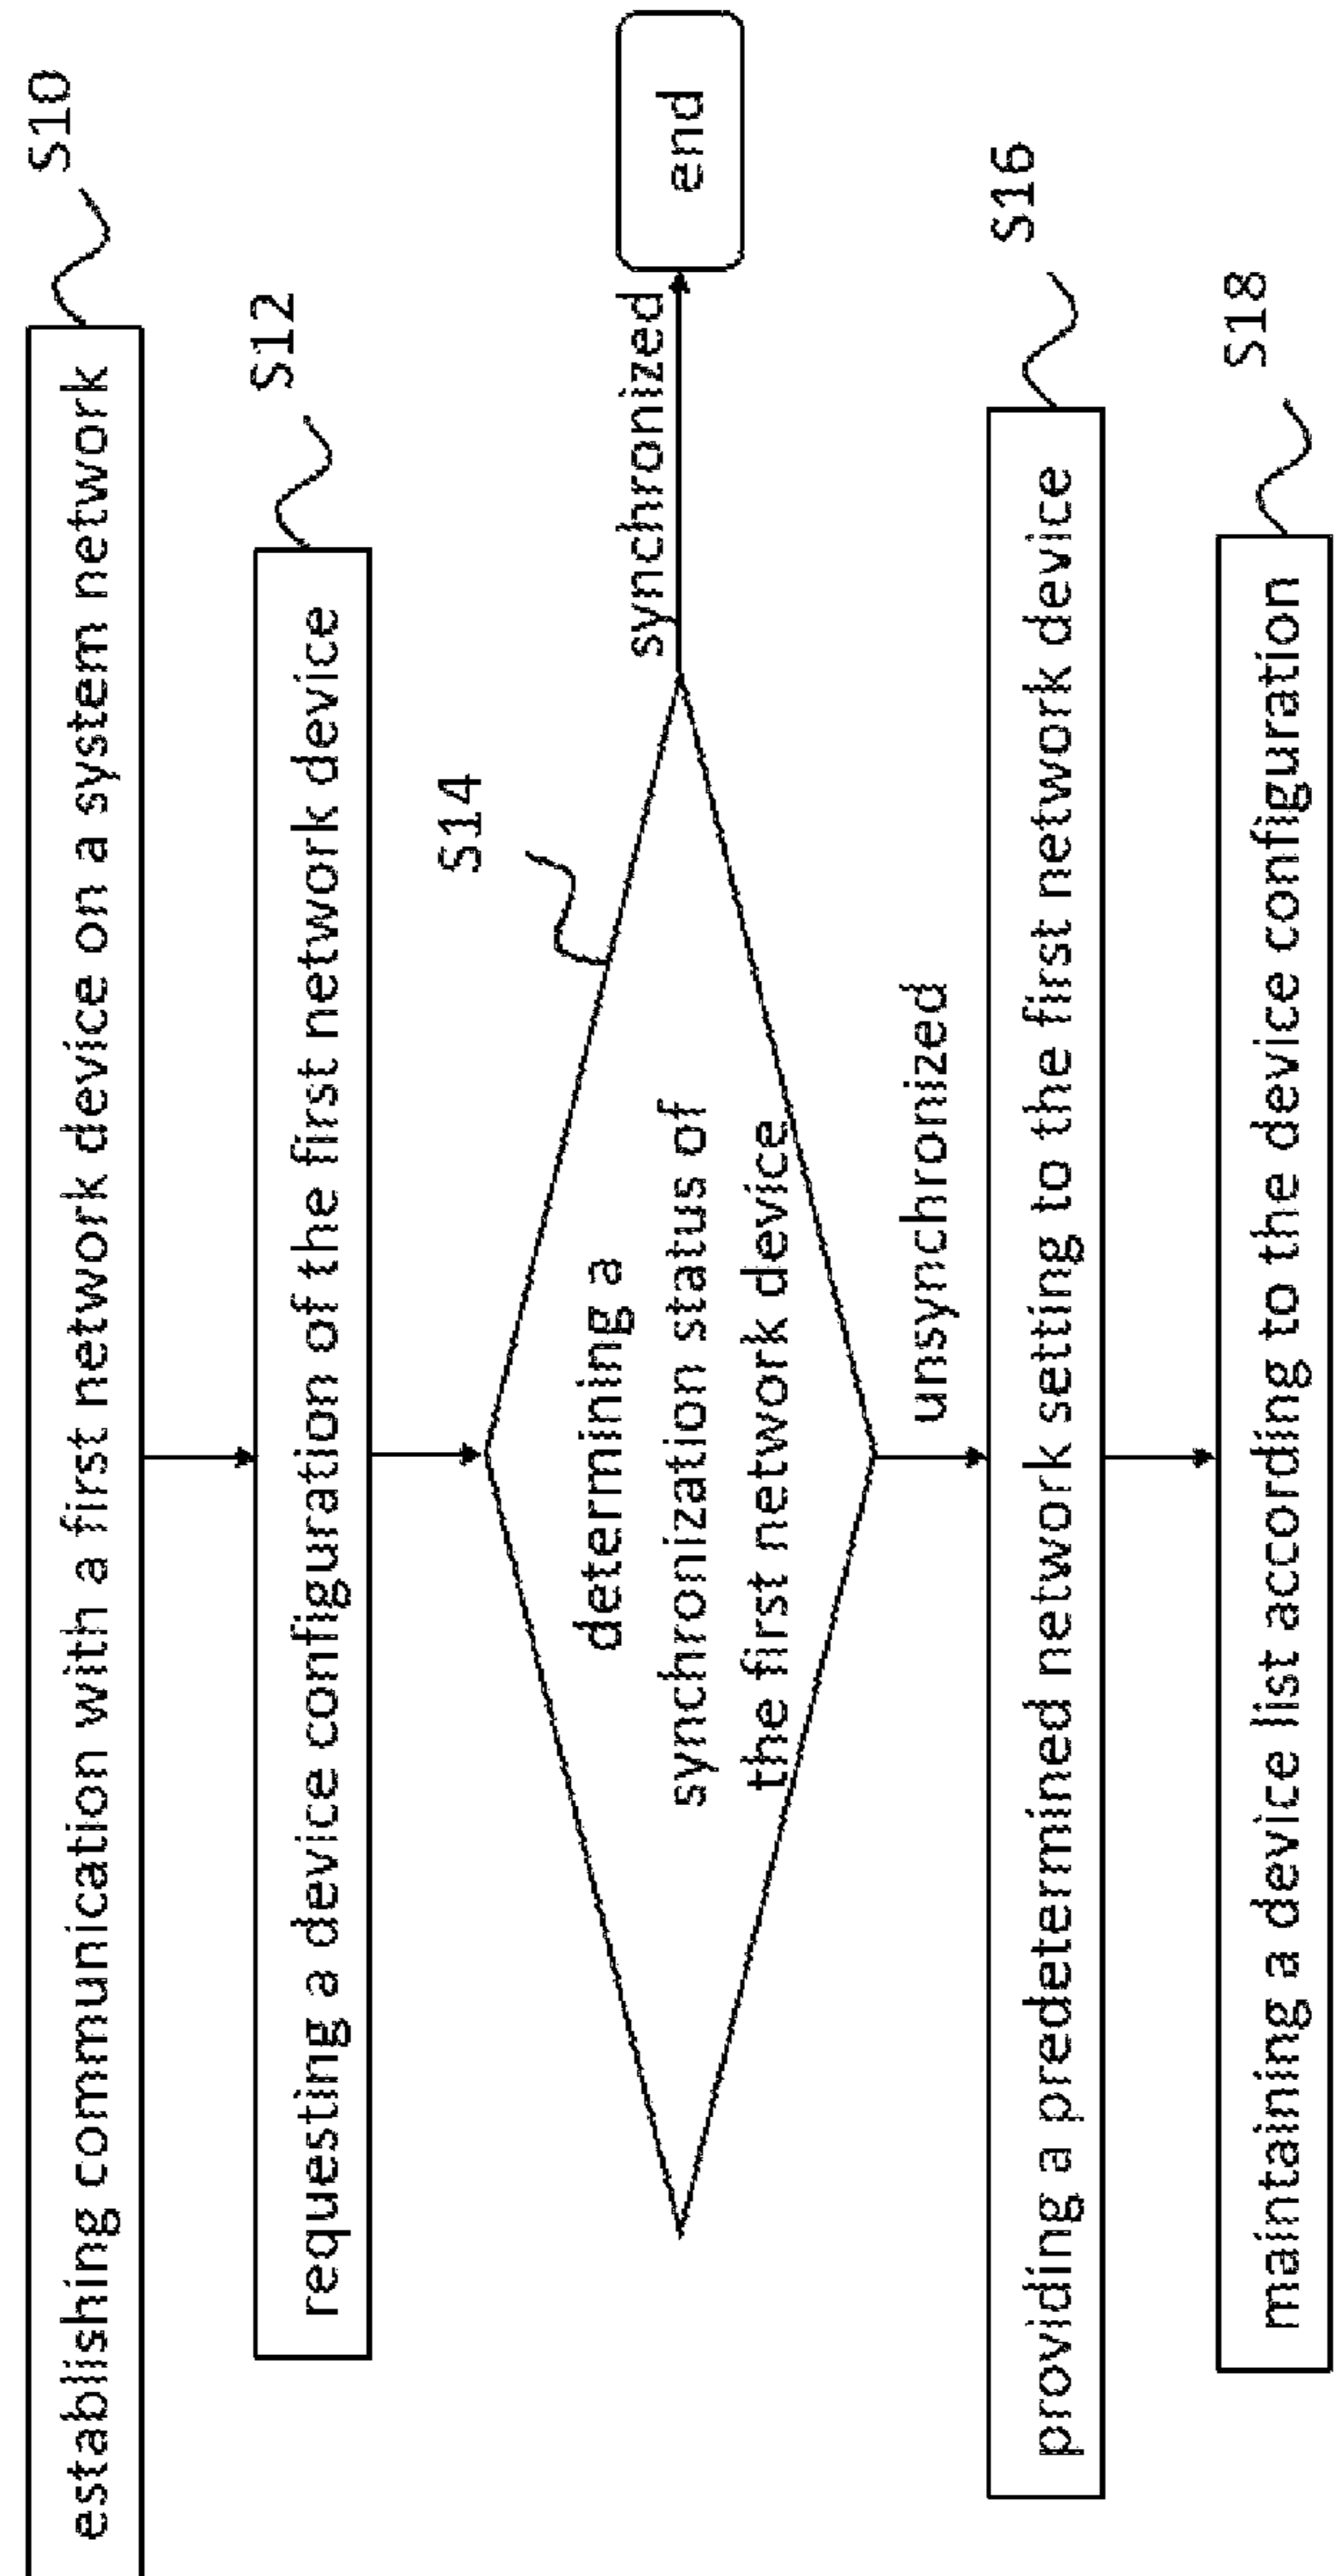 establishing communication with a first network device on a system network
S10
requesting a device configuration of the first network device
S12
S14
determining a
synchronization status of
the first network device
synchronized
end
unsynchronized
providing a predetermined network setting to the first network device
S16
maintaining a device list according to the device configuration
S18